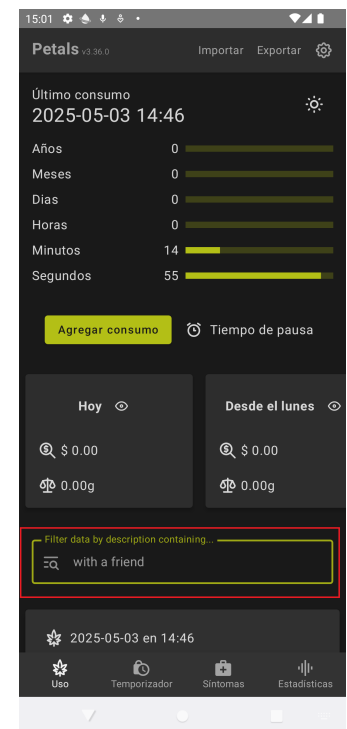 15:01
Petals v3.36.0 Importar Exportar
Último consumo
2025-05-03 14:46
Años 0
Meses 0
Dias 0
Horas 0
Minutos 14
Segundos 55
Agregar consumo Tiempo de pausa
Hoy Desde el lunes
$ 0.00 $ 0.00
0.00g 0.00g
Filter data by description containing...
with a friend
2025-05-03 en 14:46
Uso Temporizador Síntomas Estadísticas